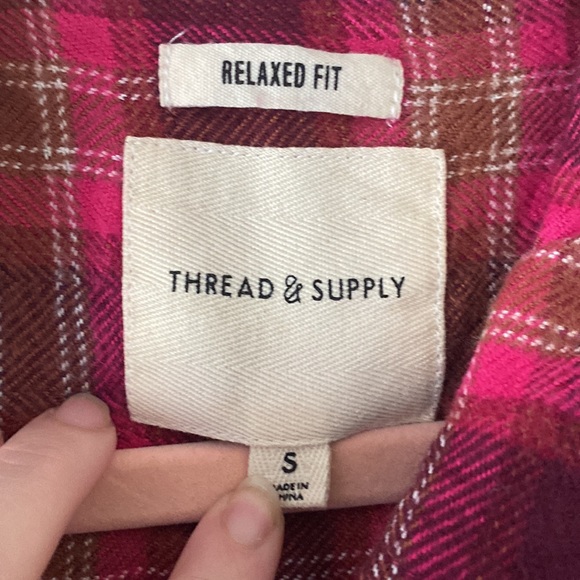 RELAXED FIT
THREAD & SUPPLY
S
MADE IN
CHINA